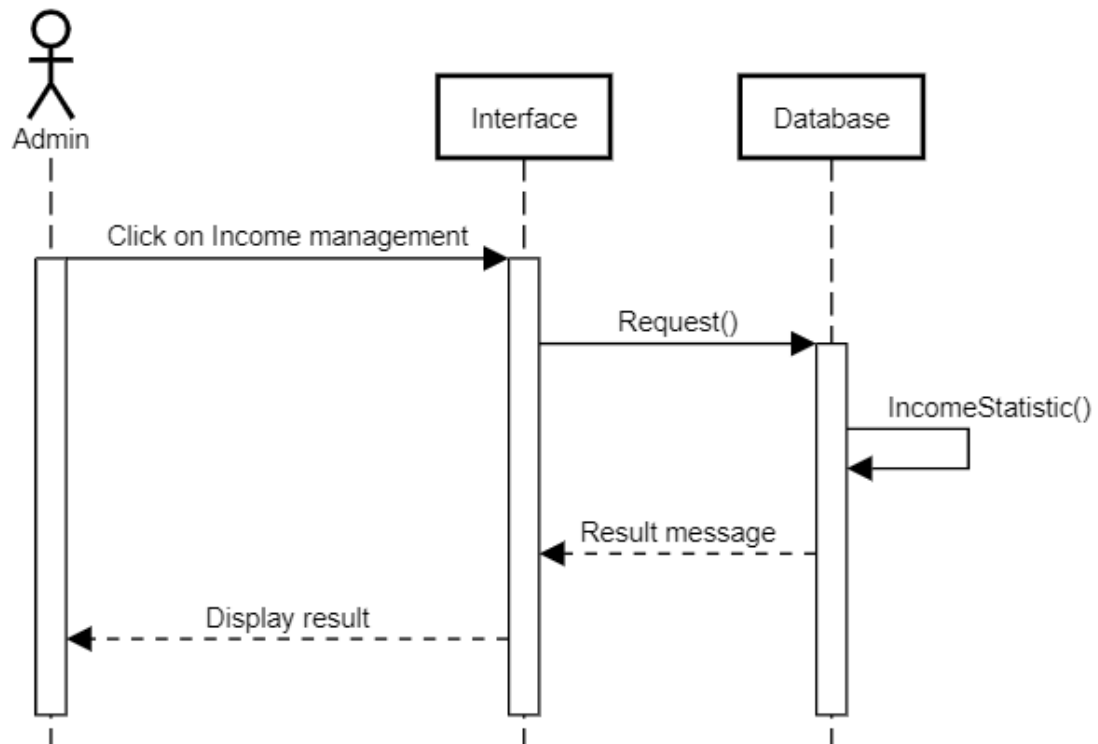 Admin
Interface
Database
Click on Income management
Request()
IncomeStatistic()
Result message
Display result